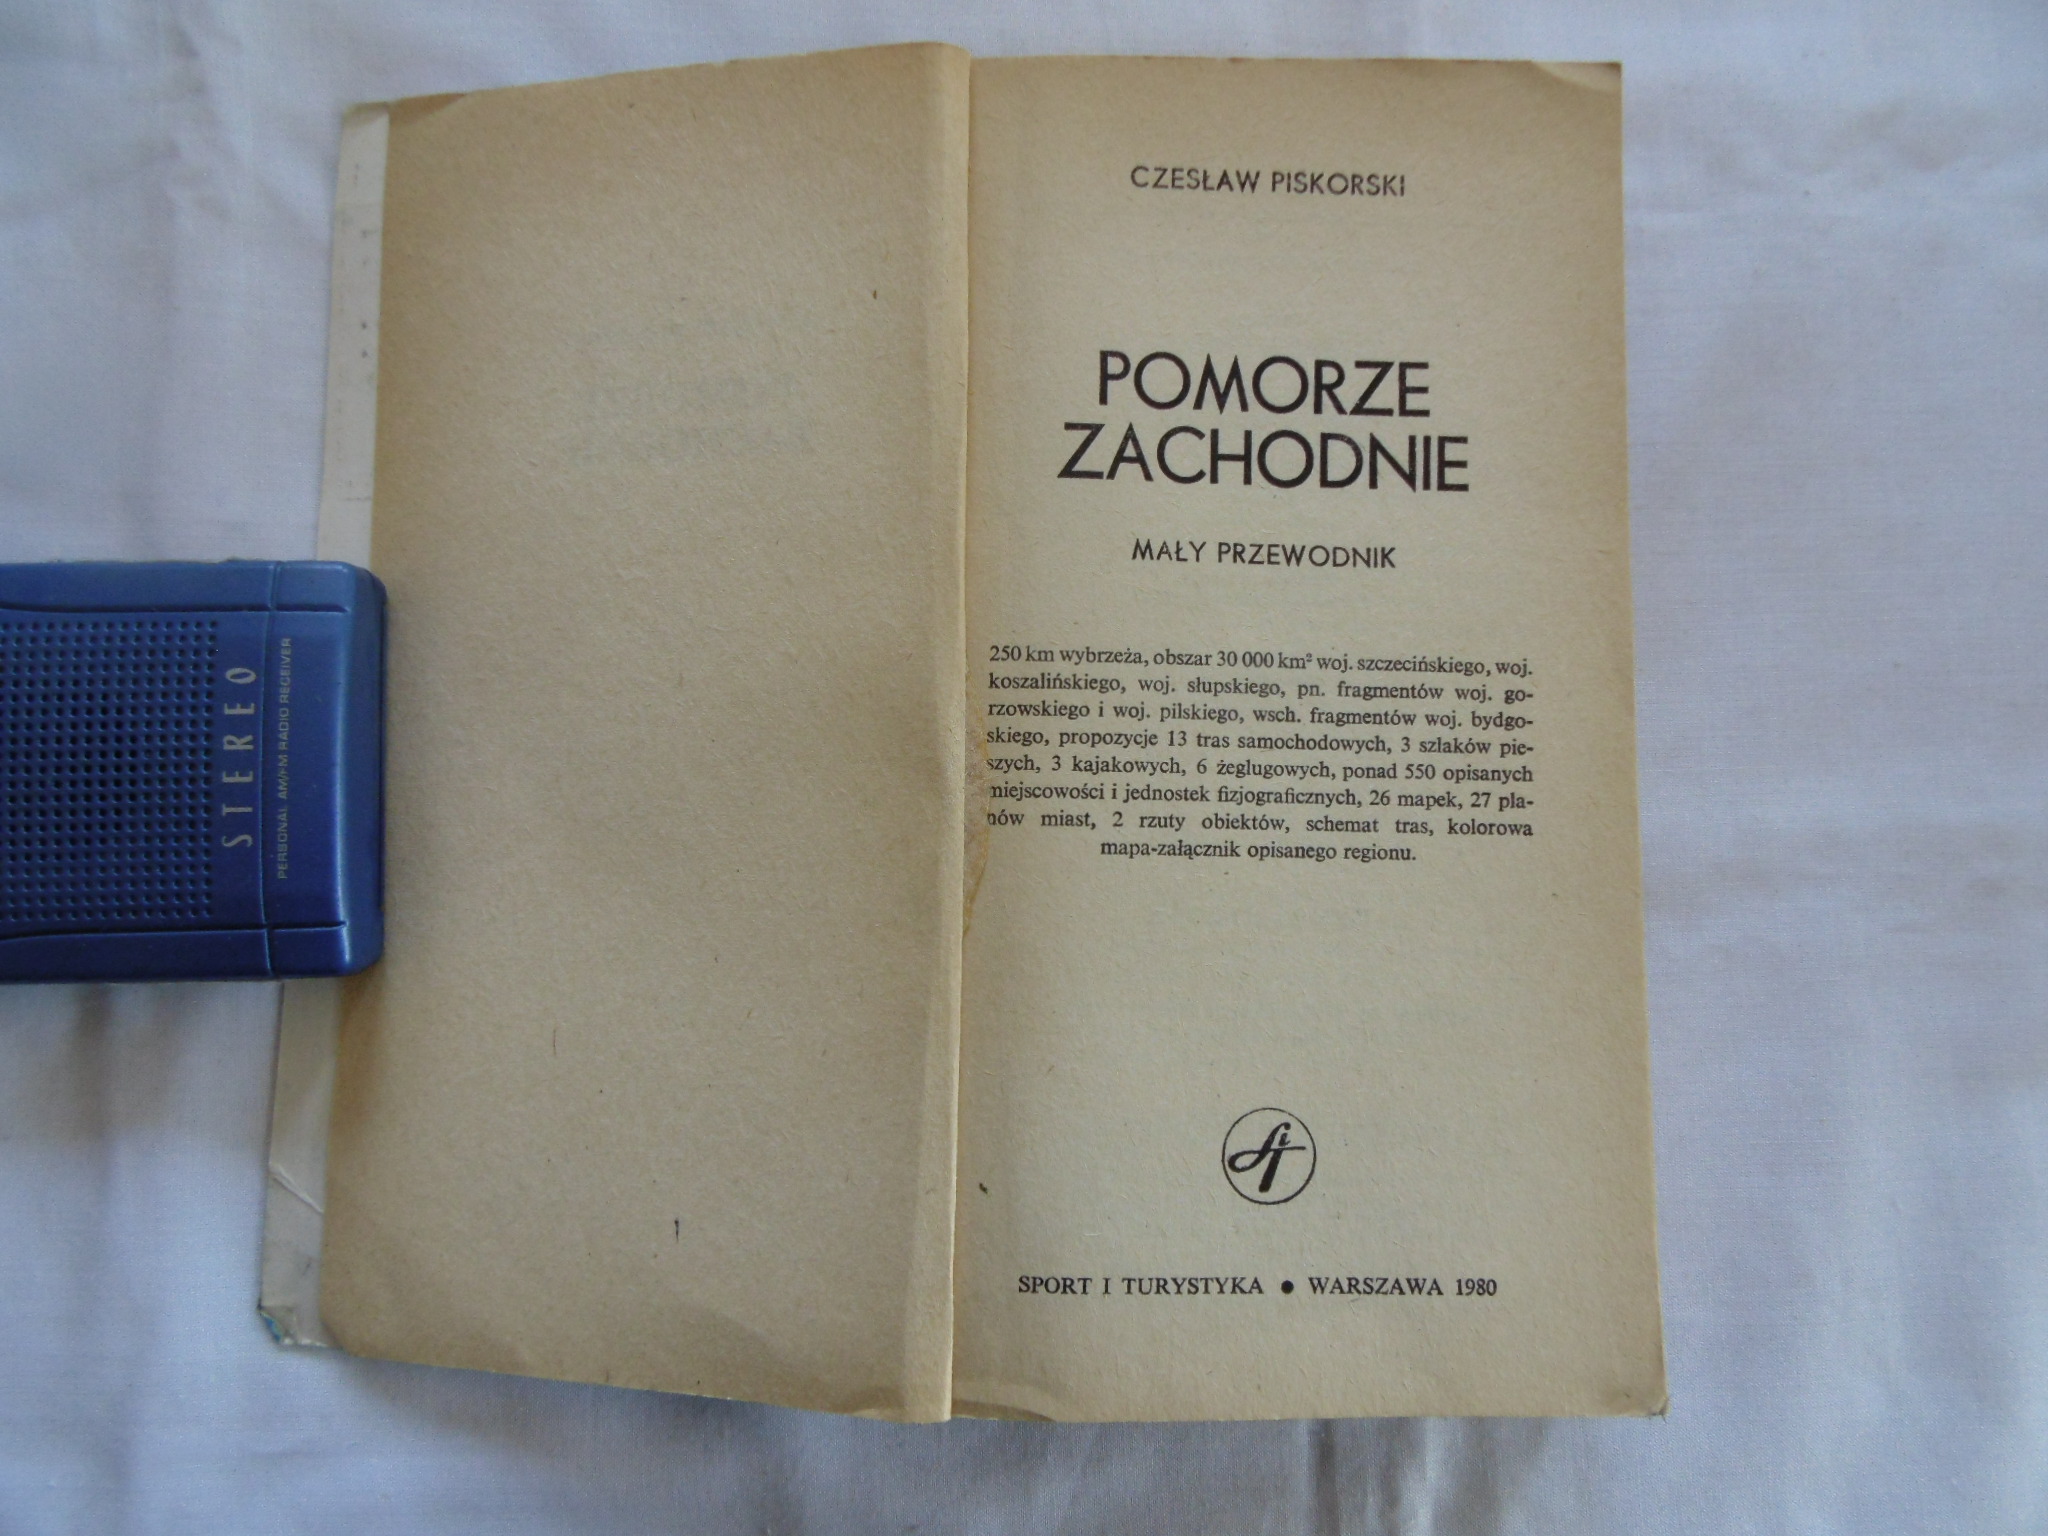 CZESŁAW PISKORSKI
POMORZE
ZACHODNIE
MAŁY PRZEWODNIK
250 km wybrzeża, obszar 30 000 km² woj. szczecińskiego, woj.
koszalińskiego, woj. słupskiego, pn. fragmentów woj. go-
rzowskiego i woj. pilskiego, wsch. fragmentów woj. bydgo-
skiego, propozycje 13 tras samochodowych, 3 szlaków pie-
szych, 3 kajakowych, 6 żeglugowych, ponad 550 opisanych
miejscowości i jednostek fizjograficznych, 26 mapek, 27 pla-
nów miast, 2 rzuty obiektów, schemat tras, kolorowa
mapa-załącznik opisanego regionu.
SiT
SPORT I TURYSTYKA ● WARSZAWA 1980
STEREO
PERSONAL AM/FM RADIO RECEIVER